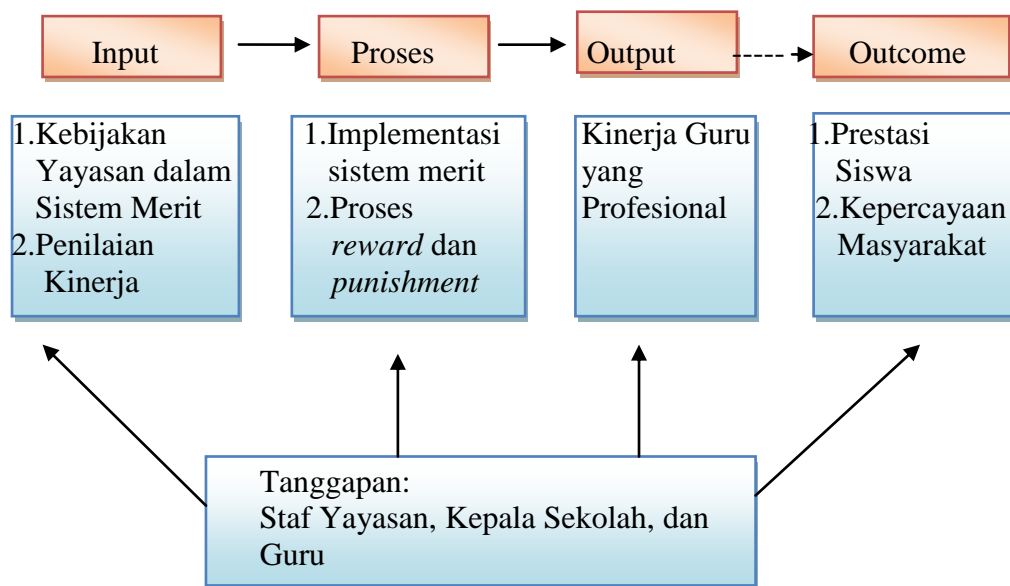 Input
Proses
Output
Outcome
1.Kebijakan
Yayasan dalam
Sistem Merit
2.Penilaian
Kinerja
1.Implementasi
sistem merit
2.Proses
reward dan
punishment
Kinerja Guru
yang
Profesional
1.Prestasi
Siswa
2.Kepercayaan
Masyarakat
Tanggapan:
Staf Yayasan, Kepala Sekolah, dan
Guru